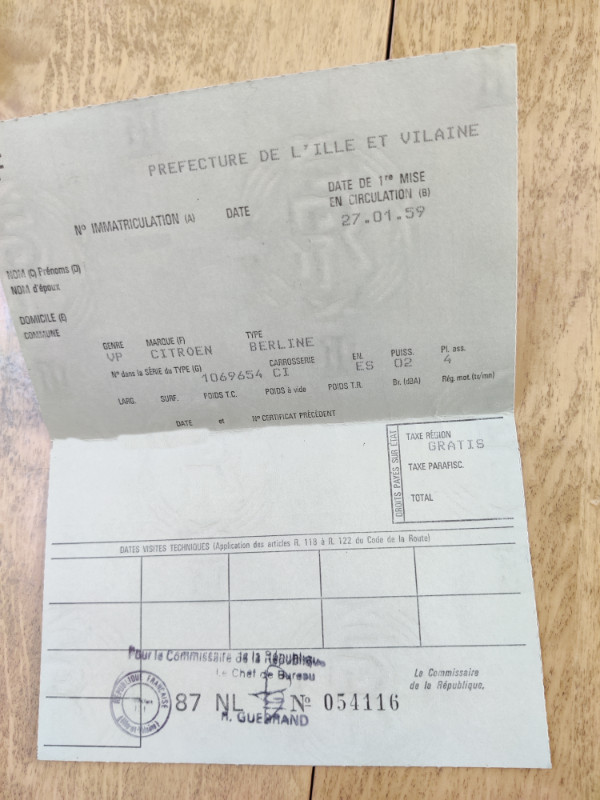 PREFECTURE DE L'ILLE ET VILAINE
N° IMMATRICULATION (A) DATE DATE DE 1re MISE
EN CIRCULATION (B)
27.01.59
NOM (C) Prénoms (D)
NOM d'époux
DOMICILE (E)
COMMUNE
GENRE MARQUE (F) TYPE
VP CITROEN BERLINE
N° dans la SÉRIE du TYPE (G) CARROSSERIE EN. PUISS. Pl. ass.
1069654 CI ES 02 4
LARG. SURF. POIDS T.C. POIDS à vide POIDS T.R. Br. (dBA) Rég. mot. (tr/mn)
DATE et N° CERTIFICAT PRÉCÉDENT
DROITS PAYÉS SUR ÉTAT
TAXE RÉGION
GRATIS
TAXE PARAFISC.
TOTAL
DATES VISITES TECHNIQUES (Application des articles R. 118 à R. 122 du Code de la Route)
Pour le Commissaire de la République
Le Chef de Bureau
Le Commissaire
de la République,
87 NL N° 054116